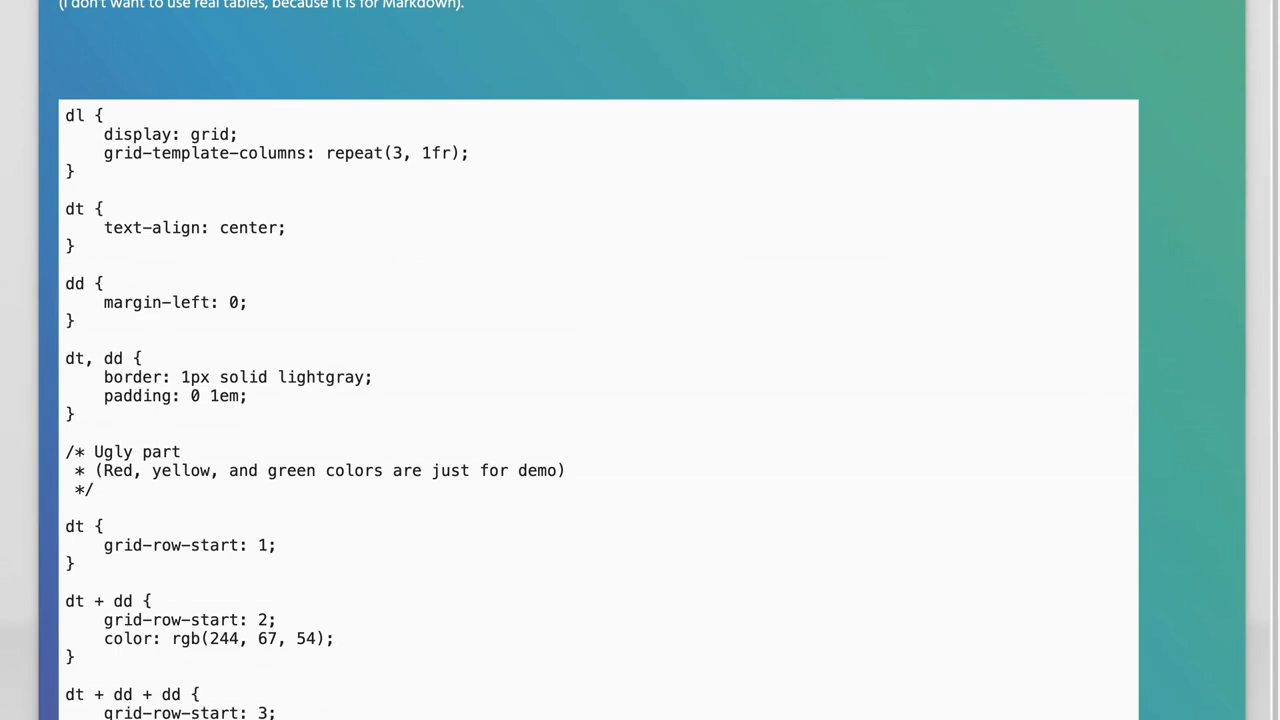 (I don't want to use real tables, because it is for Markdown).
dl {
    display: grid;
    grid-template-columns: repeat(3, 1fr);
}
dt {
    text-align: center;
}
dd {
    margin-left: 0;
}
dt, dd {
    border: 1px solid lightgray;
    padding: 0 1em;
}
/* Ugly part
 * (Red, yellow, and green colors are just for demo)
 */
dt {
    grid-row-start: 1;
}
dt + dd {
    grid-row-start: 2;
    color: rgb(244, 67, 54);
}
dt + dd + dd {
    grid-row-start: 3;